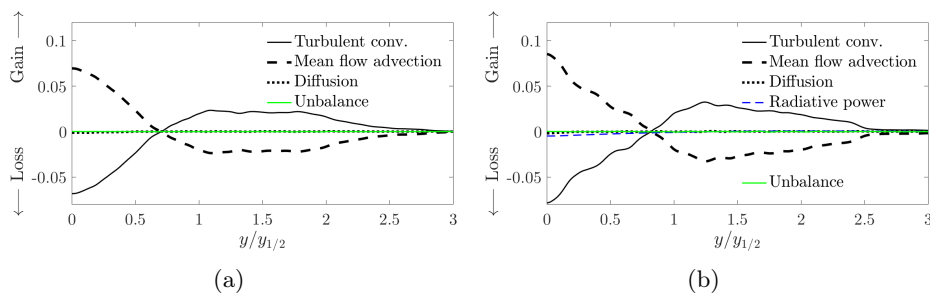 Gain →
0.1
0.05
0
-0.05
← Loss
Turbulent conv.
Mean flow advection
Diffusion
Unbalance
0 0.5 1 1.5 2 2.5 3
y/y1/2
(a)
Gain →
0.1
0.05
0
-0.05
← Loss
Turbulent conv.
Mean flow advection
Diffusion
Radiative power
Unbalance
0 0.5 1 1.5 2 2.5 3
y/y1/2
(b)